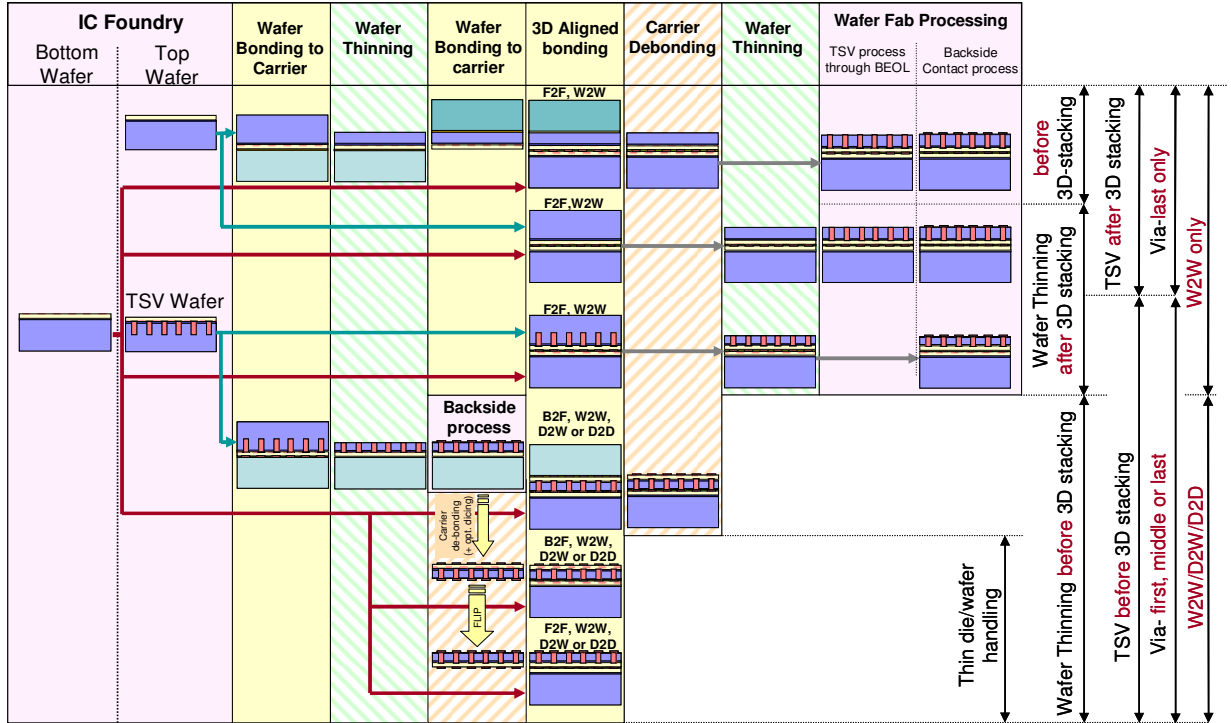 IC Foundry
Bottom
Wafer
Top
Wafer
Wafer
Bonding to
Carrier
Wafer
Thinning
Wafer
Bonding to
carrier
3D Aligned
bonding
Carrier
Debonding
Wafer
Thinning
Wafer Fab Processing
TSV process
through BEOL
Backside
Contact process
F2F, W2W
F2F,W2W
TSV Wafer
F2F, W2W
Backside
process
B2F, W2W,
D2W or D2D
Carrier
de-bonding
(+ opt. dicing)
B2F, W2W,
D2W or D2D
FLIP
F2F, W2W,
D2W or D2D
Thin die/wafer
handling
before
3D-stacking
Wafer Thinning
after 3D stacking
Wafer Thinning before 3D stacking
TSV after 3D stacking
TSV before 3D stacking
Via-last only
Via- first, middle or last
W2W only
W2W/D2W/D2D